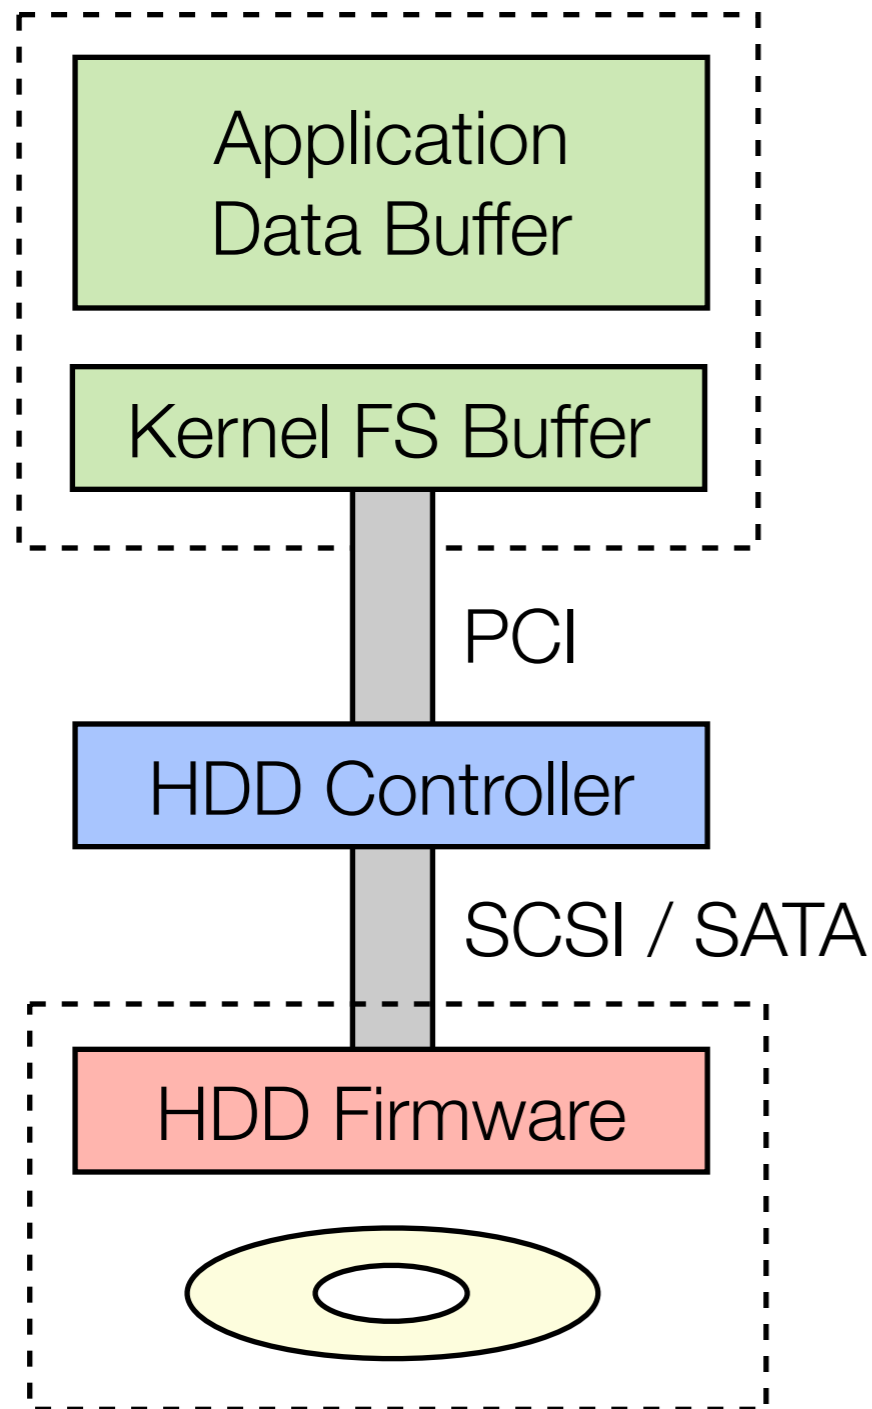 Application
Data Buffer
Kernel FS Buffer
PCI
HDD Controller
SCSI / SATA
HDD Firmware